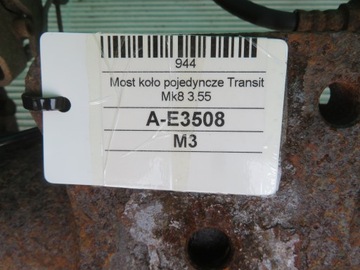 944
Most koło pojedyncze Transit
Mk8 3.55
A-E3508
M3